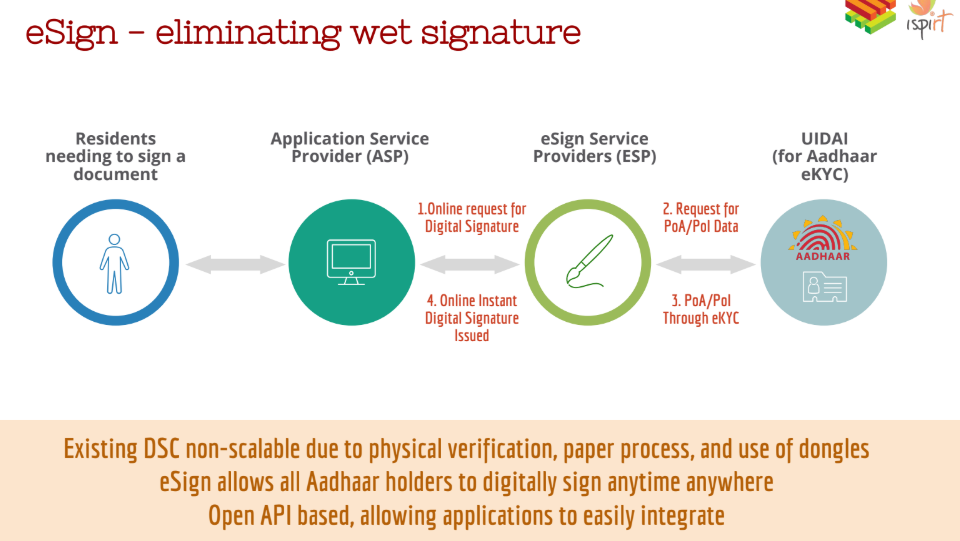 eSign – eliminating wet signature
ispirt
Residents
needing to sign a
document
Application Service
Provider (ASP)
eSign Service
Providers (ESP)
UIDAI
(for Aadhaar
eKYC)
1.Online request for
Digital Signature
2. Request for
PoA/PoI Data
AADHAAR
4. Online Instant
Digital Signature
Issued
3. PoA/PoI
Through eKYC
Existing DSC non-scalable due to physical verification, paper process, and use of dongles
eSign allows all Aadhaar holders to digitally sign anytime anywhere
Open API based, allowing applications to easily integrate